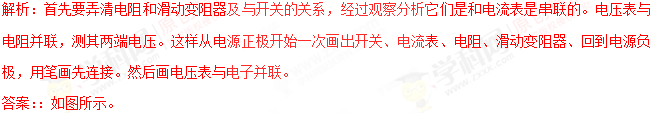 解析：首先要弄清电阻和滑动变阻器及与开关的关系，经过观察分析它们是和电流表是串联的。电压表与
电阻并联，测其两端电压。这样从电源正极开始一次画出开关、电流表、电阻、滑动变阻器、回到电源负
极，用笔画先连接。然后画电压表与电子并联。
答案：：如图所示。